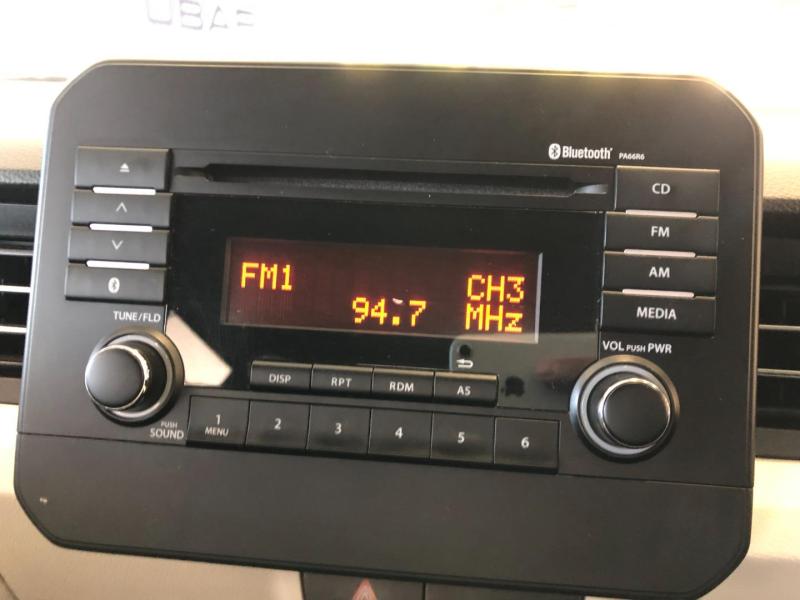 Bluetooth® PA66R6
CD
FM
AM
MEDIA
TUNE/FLD
VOL PUSH PWR
FM1 CH3
94.7 MHz
DISP RPT RDM AS
PUSH
SOUND
1 2 3 4 5 6
MENU